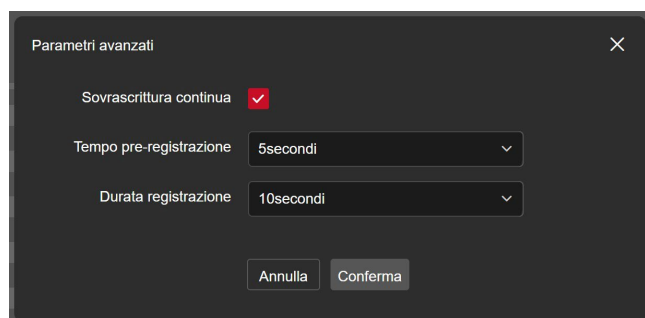 Parametri avanzati
Sovrascrittura continua
Tempo pre-registrazione 5secondi
Durata registrazione 10secondi
Annulla Conferma